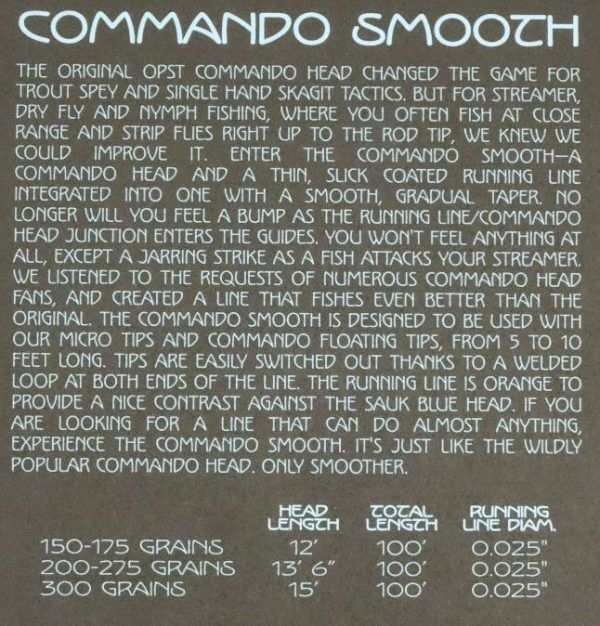 COMMANDO SMOOTH
THE ORIGINAL OPST COMMANDO HEAD CHANGED THE GAME FOR
TROUT SPEY AND SINGLE HAND SKAGIT TACTICS. BUT FOR STREAMER,
DRY FLY AND NYMPH FISHING, WHERE YOU OFTEN FISH AT CLOSE
RANGE AND STRIP FLIES RIGHT UP TO THE ROD TIP, WE KNEW WE
COULD IMPROVE IT. ENTER THE COMMANDO SMOOTH—A
COMMANDO HEAD AND A THIN, SLICK COATED RUNNING LINE
INTEGRATED INTO ONE WITH A SMOOTH, GRADUAL TAPER. NO
LONGER WILL YOU FEEL A BUMP AS THE RUNNING LINE/COMMANDO
HEAD JUNCTION ENTERS THE GUIDES. YOU WON'T FEEL ANYTHING AT
ALL, EXCEPT A JARRING STRIKE AS A FISH ATTACKS YOUR STREAMER.
WE LISTENED TO THE REQUESTS OF NUMEROUS COMMANDO HEAD
FANS, AND CREATED A LINE THAT FISHES EVEN BETTER THAN THE
ORIGINAL. THE COMMANDO SMOOTH IS DESIGNED TO BE USED WITH
OUR MICRO TIPS AND COMMANDO FLOATING TIPS, FROM 5 TO 10
FEET LONG. TIPS ARE EASILY SWITCHED OUT THANKS TO A WELDED
LOOP AT BOTH ENDS OF THE LINE. THE RUNNING LINE IS ORANGE TO
PROVIDE A NICE CONTRAST AGAINST THE SAUK BLUE HEAD. IF YOU
ARE LOOKING FOR A LINE THAT CAN DO ALMOST ANYTHING,
EXPERIENCE THE COMMANDO SMOOTH. IT'S JUST LIKE THE WILDLY
POPULAR COMMANDO HEAD. ONLY SMOOTHER.
HEAD TOTAL RUNNING
LENGTH LENGTH LINE DIAM.
150-175 GRAINS 12' 100' 0.025"
200-275 GRAINS 13' 6" 100' 0.025"
300 GRAINS 15' 100' 0.025"